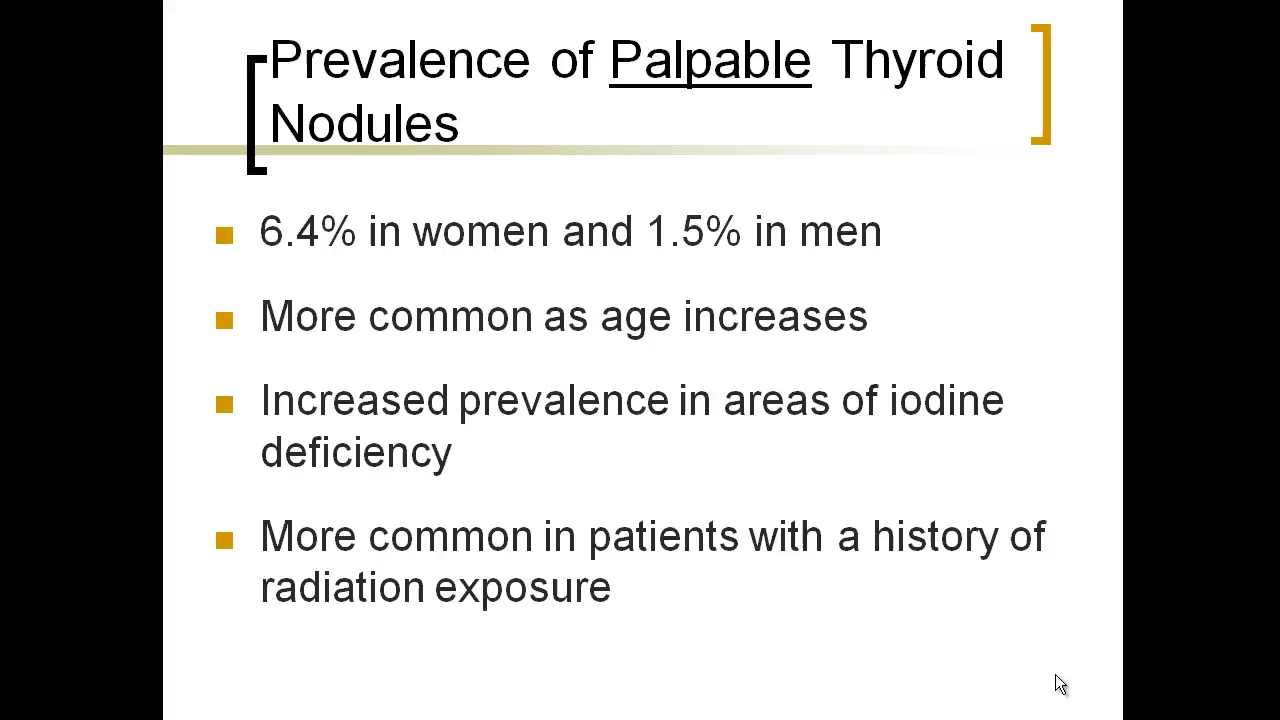 Prevalence of Palpable Thyroid
Nodules
6.4% in women and 1.5% in men
More common as age increases
Increased prevalence in areas of iodine
deficiency
More common in patients with a history of
radiation exposure